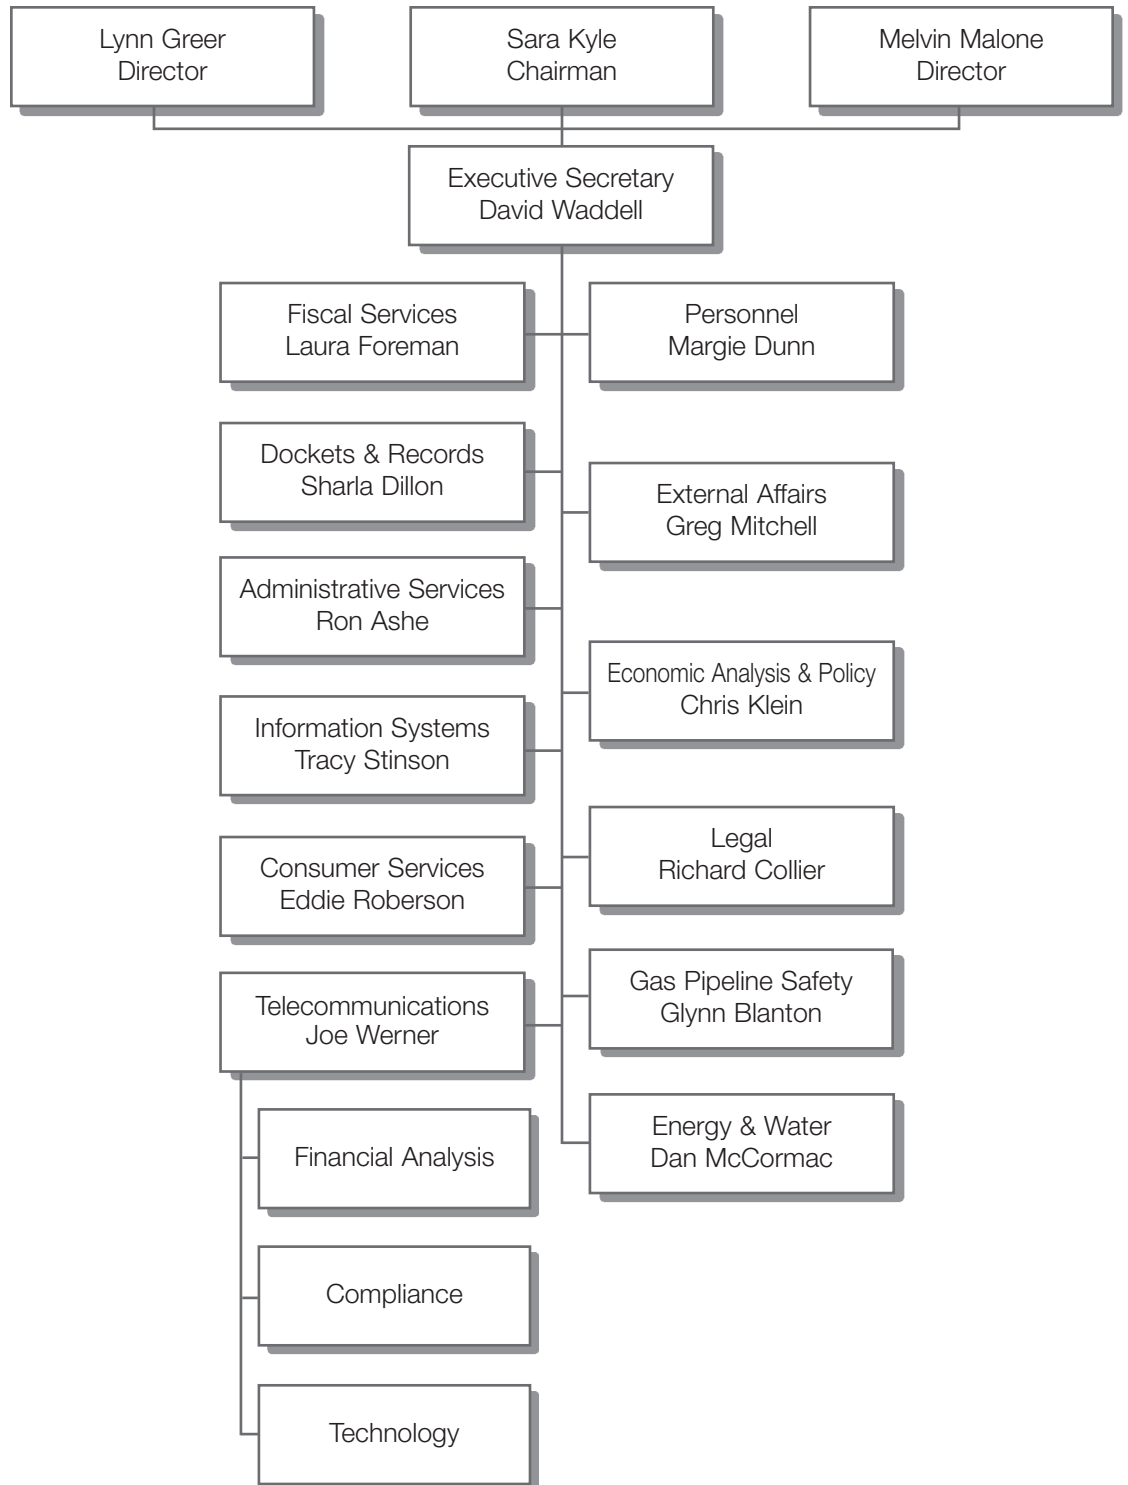 Lynn Greer
Director
Sara Kyle
Chairman
Melvin Malone
Director
Executive Secretary
David Waddell
Fiscal Services
Laura Foreman
Personnel
Margie Dunn
Dockets & Records
Sharla Dillon
External Affairs
Greg Mitchell
Administrative Services
Ron Ashe
Economic Analysis & Policy
Chris Klein
Information Systems
Tracy Stinson
Legal
Richard Collier
Consumer Services
Eddie Roberson
Gas Pipeline Safety
Glynn Blanton
Telecommunications
Joe Werner
Energy & Water
Dan McCormac
Financial Analysis
Compliance
Technology